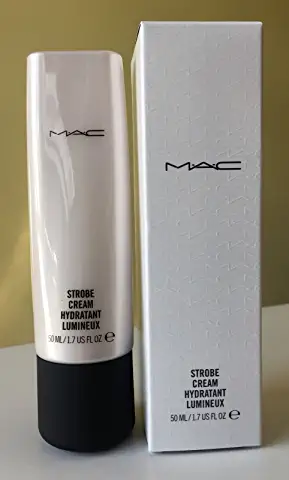 MAC
STROBE
CREAM
HYDRATANT
LUMINEUX
50 ML/1.7 US FL OZ ℮
MAC
STROBE
CREAM
HYDRATANT
LUMINEUX
50 ML/1.7 US FL OZ ℮